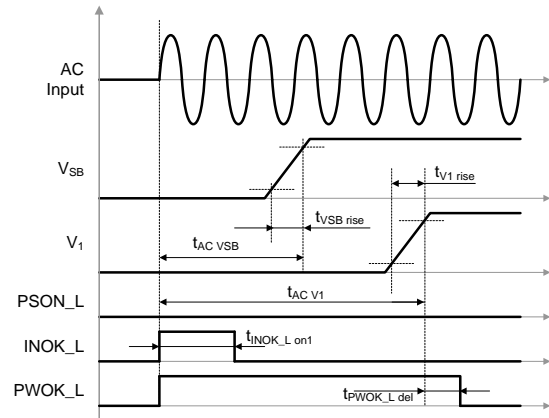 AC
Input
VSB
tV1 rise
tVSB rise
V1
tAC VSB
tAC V1
PSON_L
INOK_L
tINOK_L on1
PWOK_L
tPWOK_L del